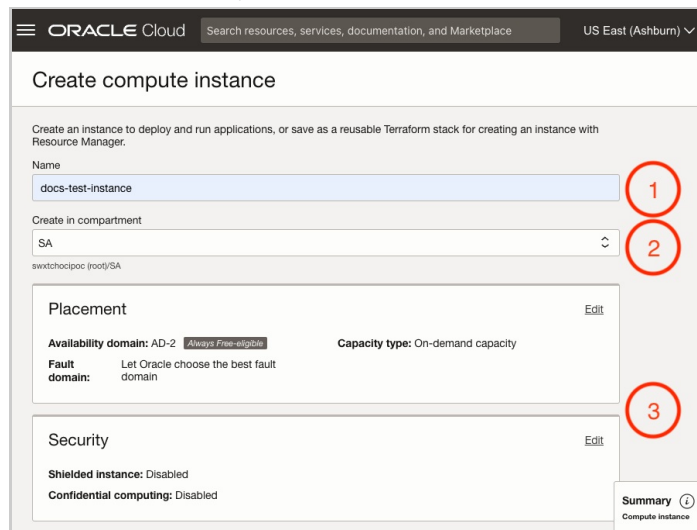 ORACLE Cloud
Search resources, services, documentation, and Marketplace
US East (Ashburn)
Create compute instance
Create an instance to deploy and run applications, or save as a reusable Terraform stack for creating an instance with
Resource Manager.
Name
docs-test-instance
1
Create in compartment
SA
2
swxtchocipoc (root)/SA
Placement
Edit
Availability domain: AD-2 Always Free-eligible
Capacity type: On-demand capacity
Fault domain: Let Oracle choose the best fault domain
3
Security
Edit
Shielded instance: Disabled
Confidential computing: Disabled
Summary i
Compute instance